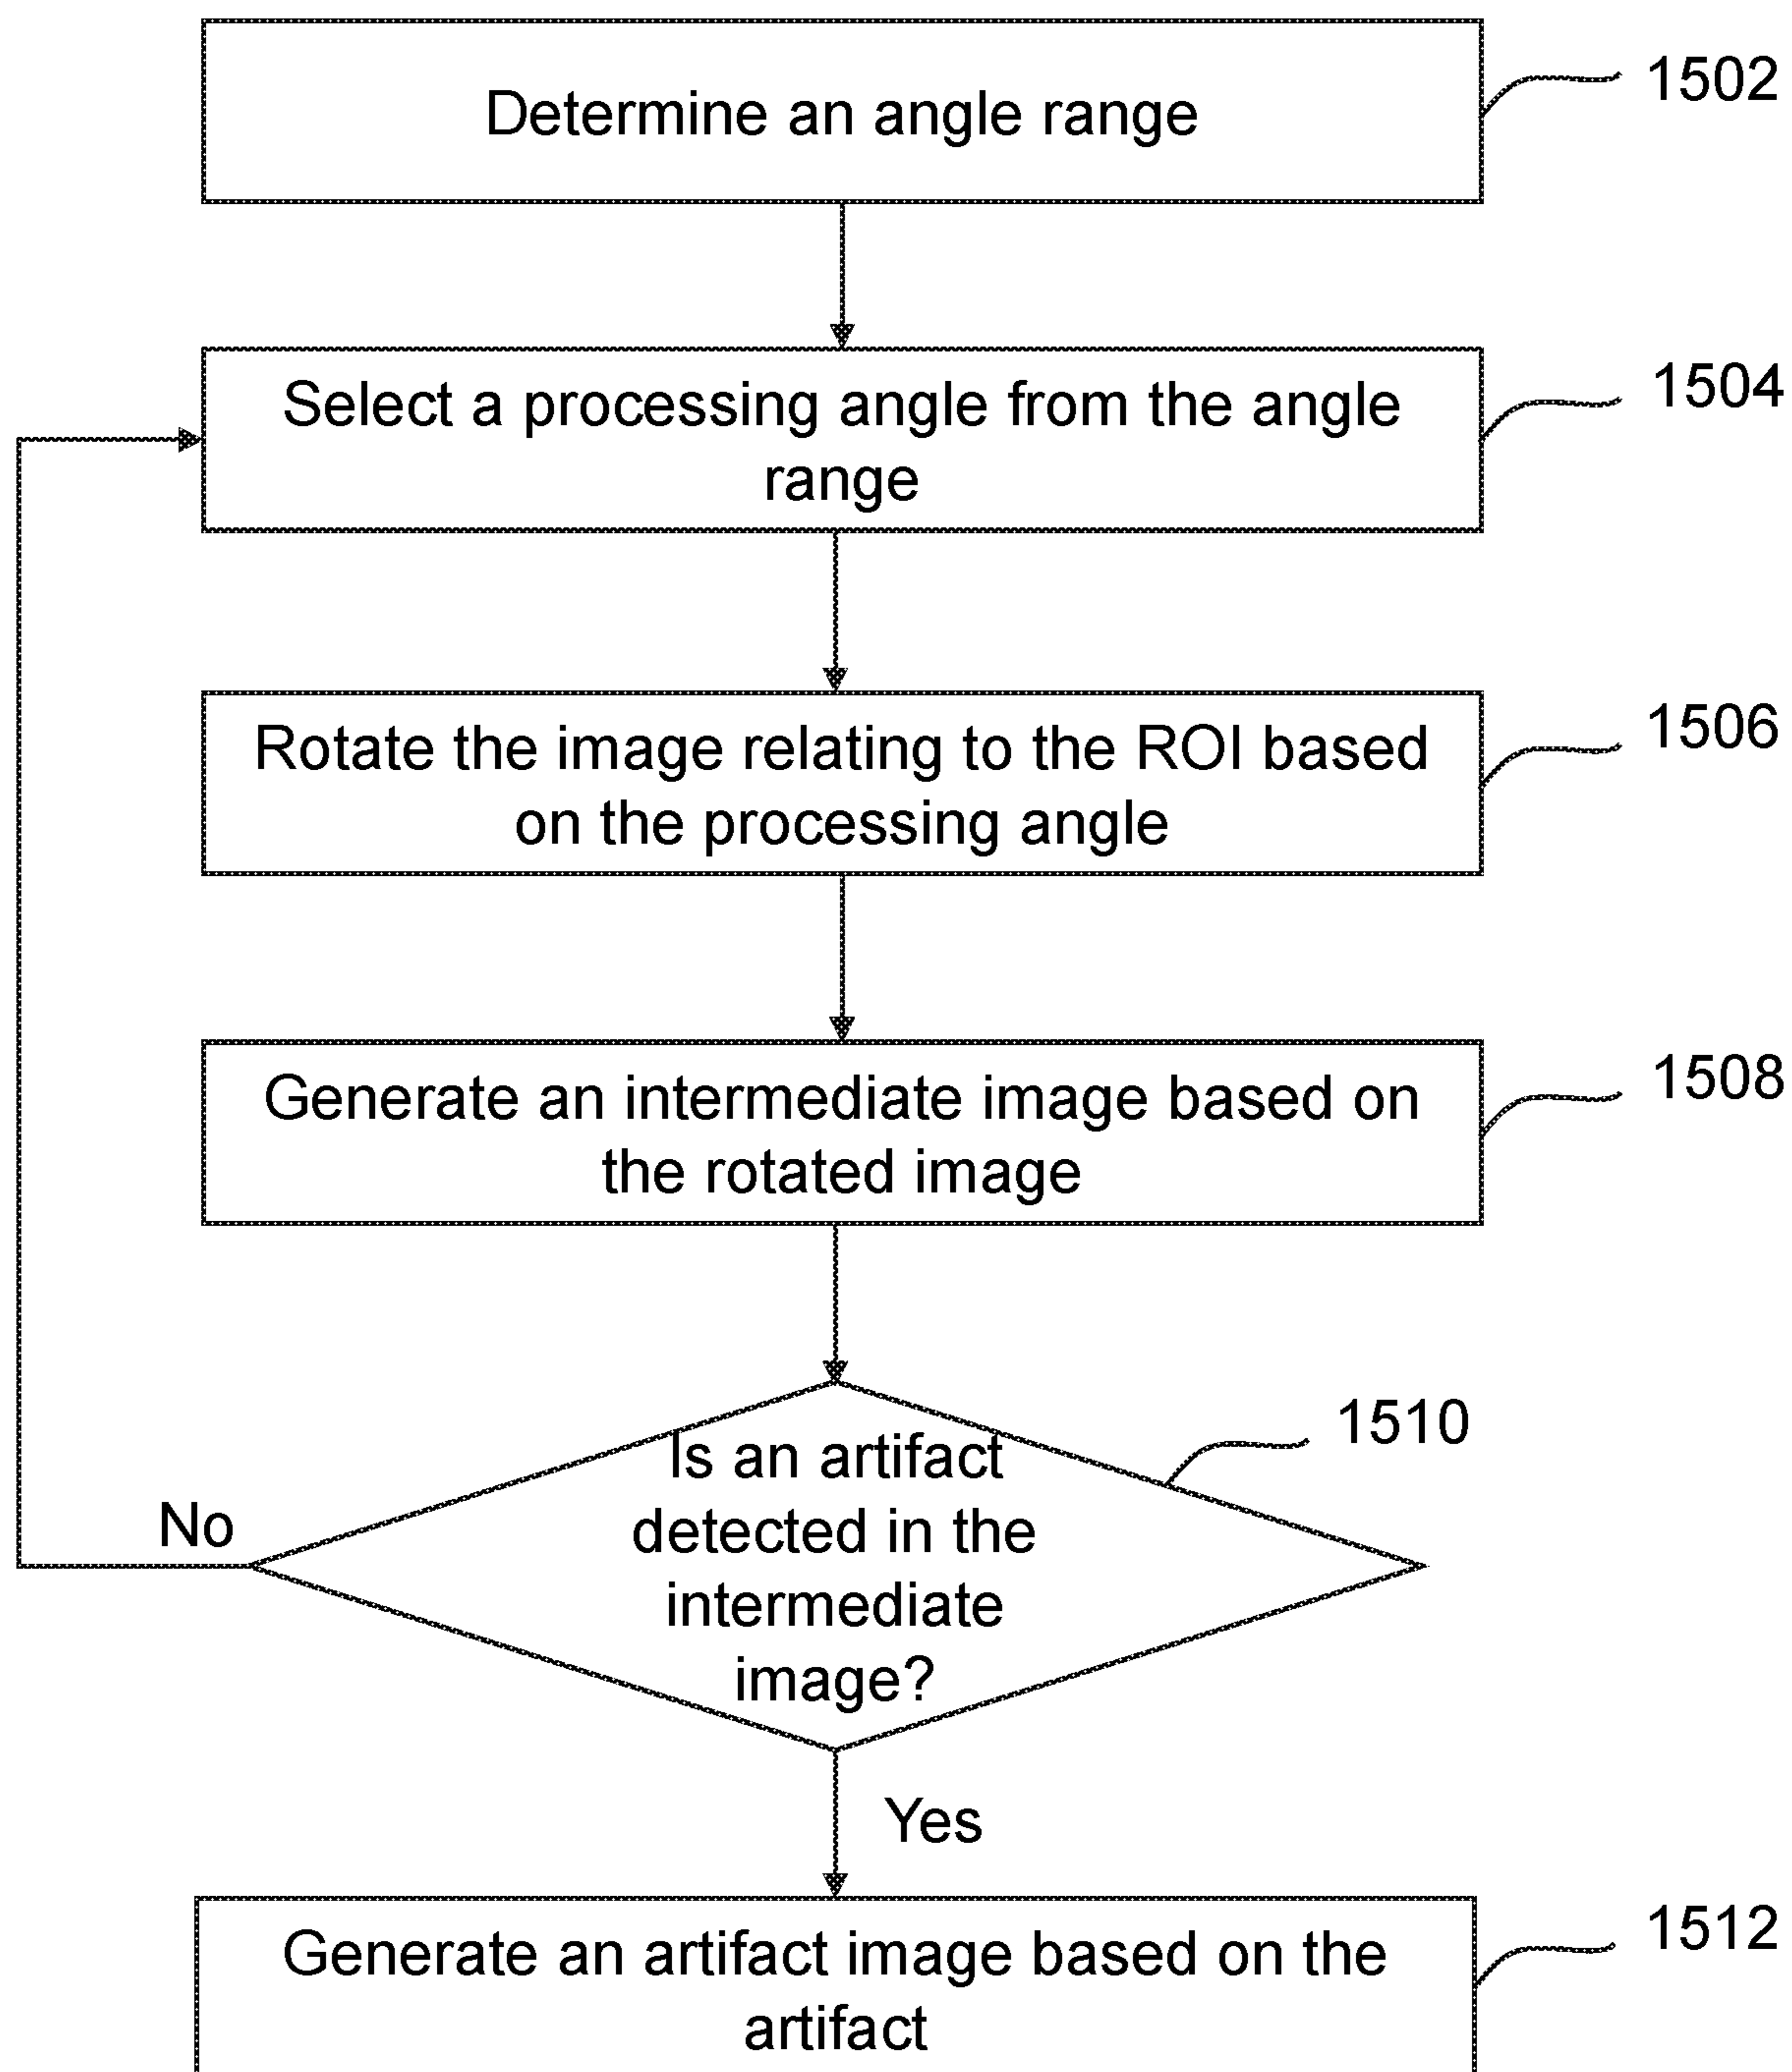 Determine an angle range
1502
Select a processing angle from the angle
range
1504
Rotate the image relating to the ROI based
on the processing angle
1506
Generate an intermediate image based on
the rotated image
1508
Is an artifact
detected in the
intermediate
image?
1510
No
Yes
Generate an artifact image based on the
artifact
1512